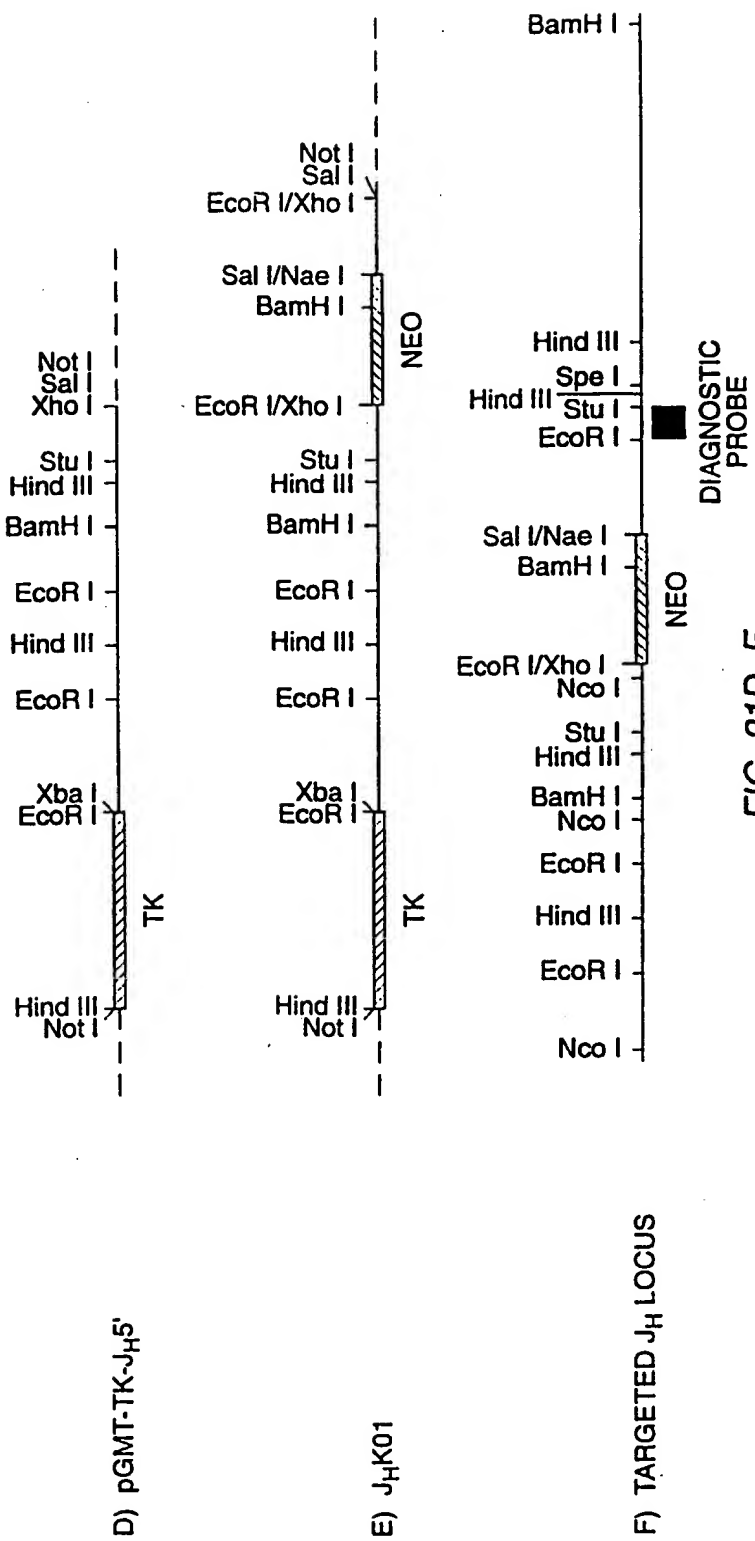 D) pGMT-TK-JH5'
Not I
Hind III
TK
EcoR I
Xba I
EcoR I
Hind III
EcoR I
BamH I
Hind III
Stu I
Xho I
Sal I
Not I
E) JHK01
Not I
Hind III
TK
EcoR I
Xba I
EcoR I
Hind III
EcoR I
BamH I
Hind III
Stu I
EcoR I/Xho I
NEO
BamH I
Sal I/Nae I
EcoR I/Xho I
Sal I
Not I
F) TARGETED JH LOCUS
Nco I
EcoR I
Hind III
EcoR I
Nco I
BamH I
Hind III
Stu I
Nco I
EcoR I/Xho I
NEO
BamH I
Sal I/Nae I
EcoR I
Stu I
Hind III
Spe I
Hind III
BamH I
DIAGNOSTIC
PROBE